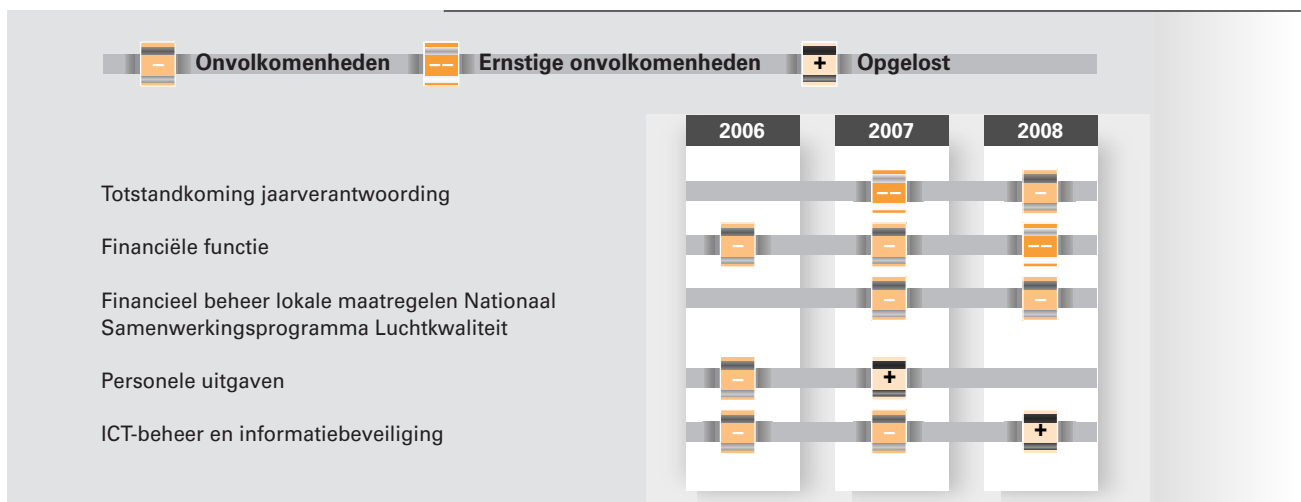 – Onvolkomenheden – – Ernstige onvolkomenheden + Opgelost
2006 2007 2008
Totstandkoming jaarverantwoording – – –
Financiële functie – – – –
Financieel beheer lokale maatregelen Nationaal – –
Samenwerkingsprogramma Luchtkwaliteit
Personele uitgaven – +
ICT-beheer en informatiebeveiliging – – +